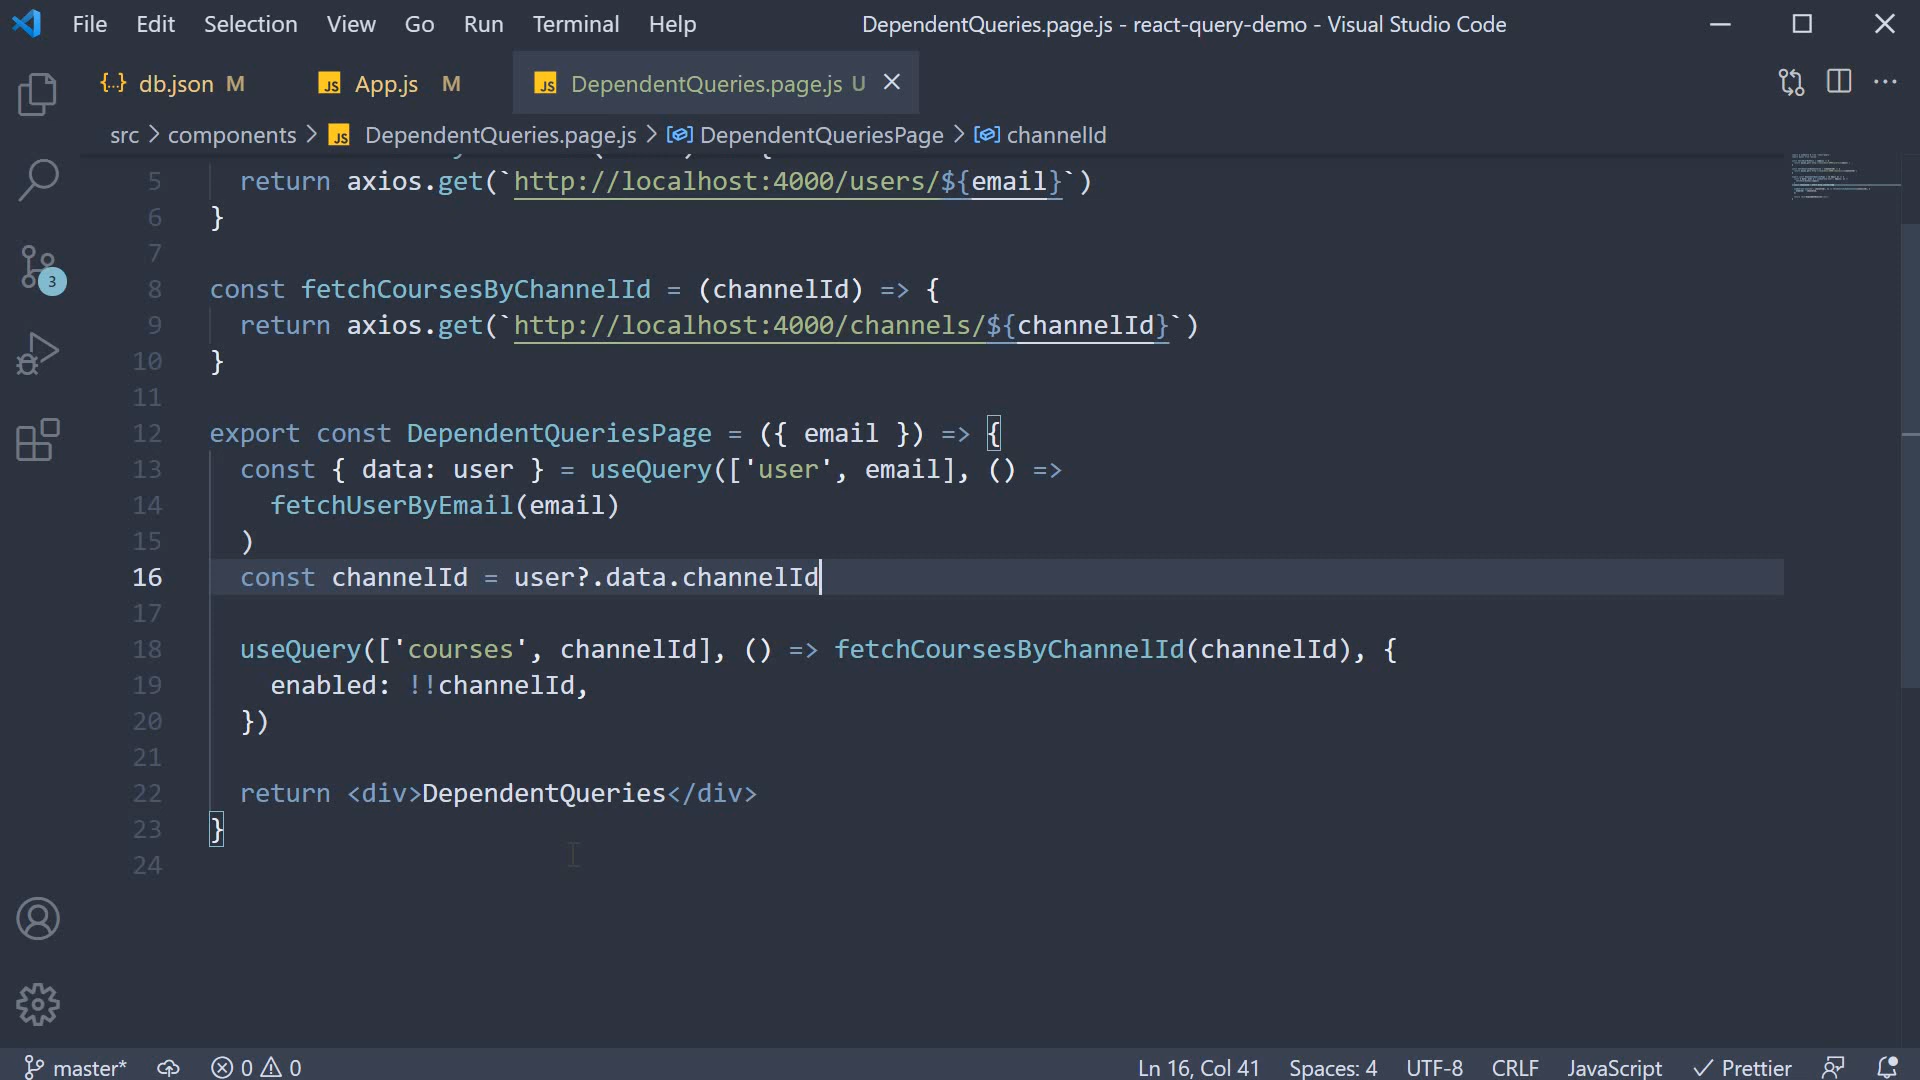 File Edit Selection View Go Run Terminal Help DependentQueries.page.js - react-query-demo - Visual Studio Code
{..} db.json M JS App.js M JS DependentQueries.page.js U
src > components > JS DependentQueries.page.js > DependentQueriesPage > channelId
5 return axios.get(`http://localhost:4000/users/${email}`)
6 }
7
8 const fetchCoursesByChannelId = (channelId) => {
9 return axios.get(`http://localhost:4000/channels/${channelId}`)
10 }
11
12 export const DependentQueriesPage = ({ email }) => {
13 const { data: user } = useQuery(['user', email], () =>
14 fetchUserByEmail(email)
15 )
16 const channelId = user?.data.channelId
17
18 useQuery(['courses', channelId], () => fetchCoursesByChannelId(channelId), {
19 enabled: !!channelId,
20 })
21
22 return <div>DependentQueries</div>
23 }
24
3
master* 0 0 Ln 16, Col 41 Spaces: 4 UTF-8 CRLF JavaScript Prettier